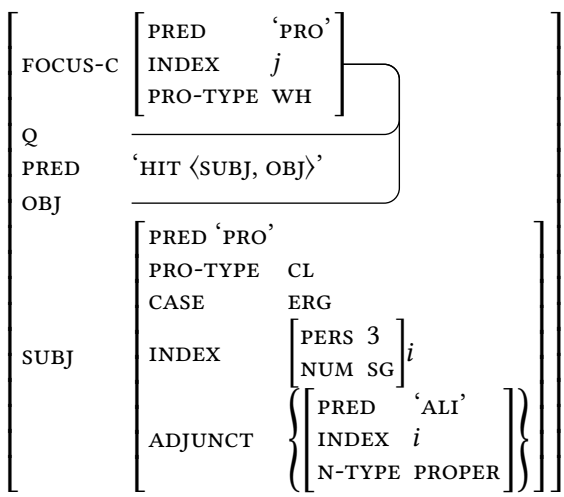 PRED ‘PRO’
FOCUS-C INDEX j
PRO-TYPE WH
Q
PRED ‘HIT ⟨SUBJ, OBJ⟩’
OBJ
PRED ‘PRO’
PRO-TYPE CL
CASE ERG
PERS 3
SUBJ INDEX i
NUM SG
PRED ‘ALI’
ADJUNCT INDEX i
N-TYPE PROPER